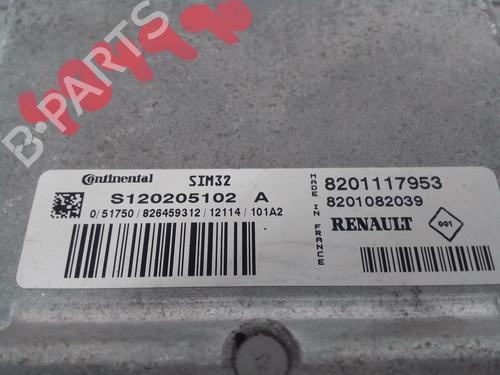 B-PARTS
Continental SIM32
S120205102 A
0/51750/826459312/12114/101A2
MADE IN FRANCE
8201117953
8201082039
RENAULT
001